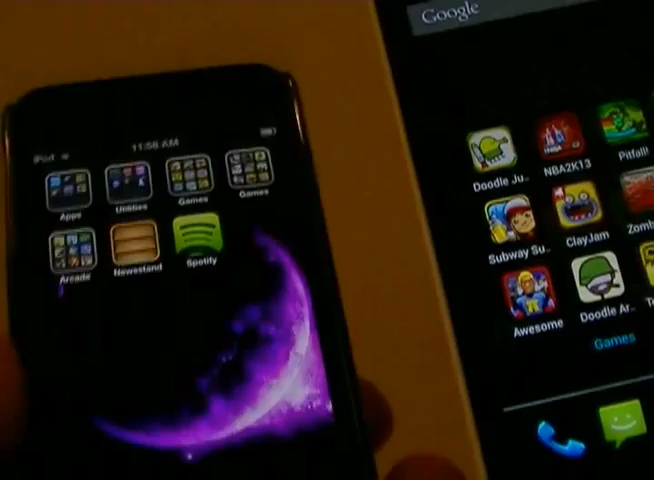 iPod
11:56 AM
Apps
Utilities
Games
Games
Arcade
Newsstand
Spotify
Google
Doodle Ju..
NBA2K13
Pitfall!
Subway Su..
ClayJam
Zomb
Awesome
Doodle Ar..
Games